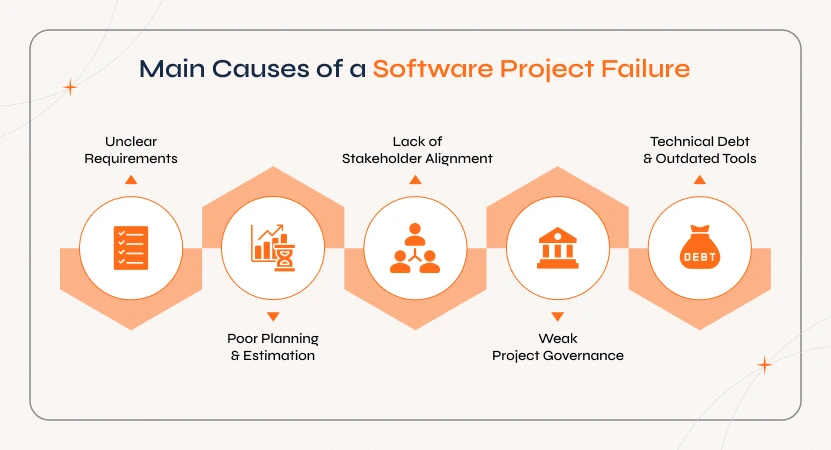 Main Causes of a Software Project Failure
Unclear
Requirements
Poor Planning
& Estimation
Lack of
Stakeholder Alignment
Weak
Project Governance
Technical Debt
& Outdated Tools
DEBT